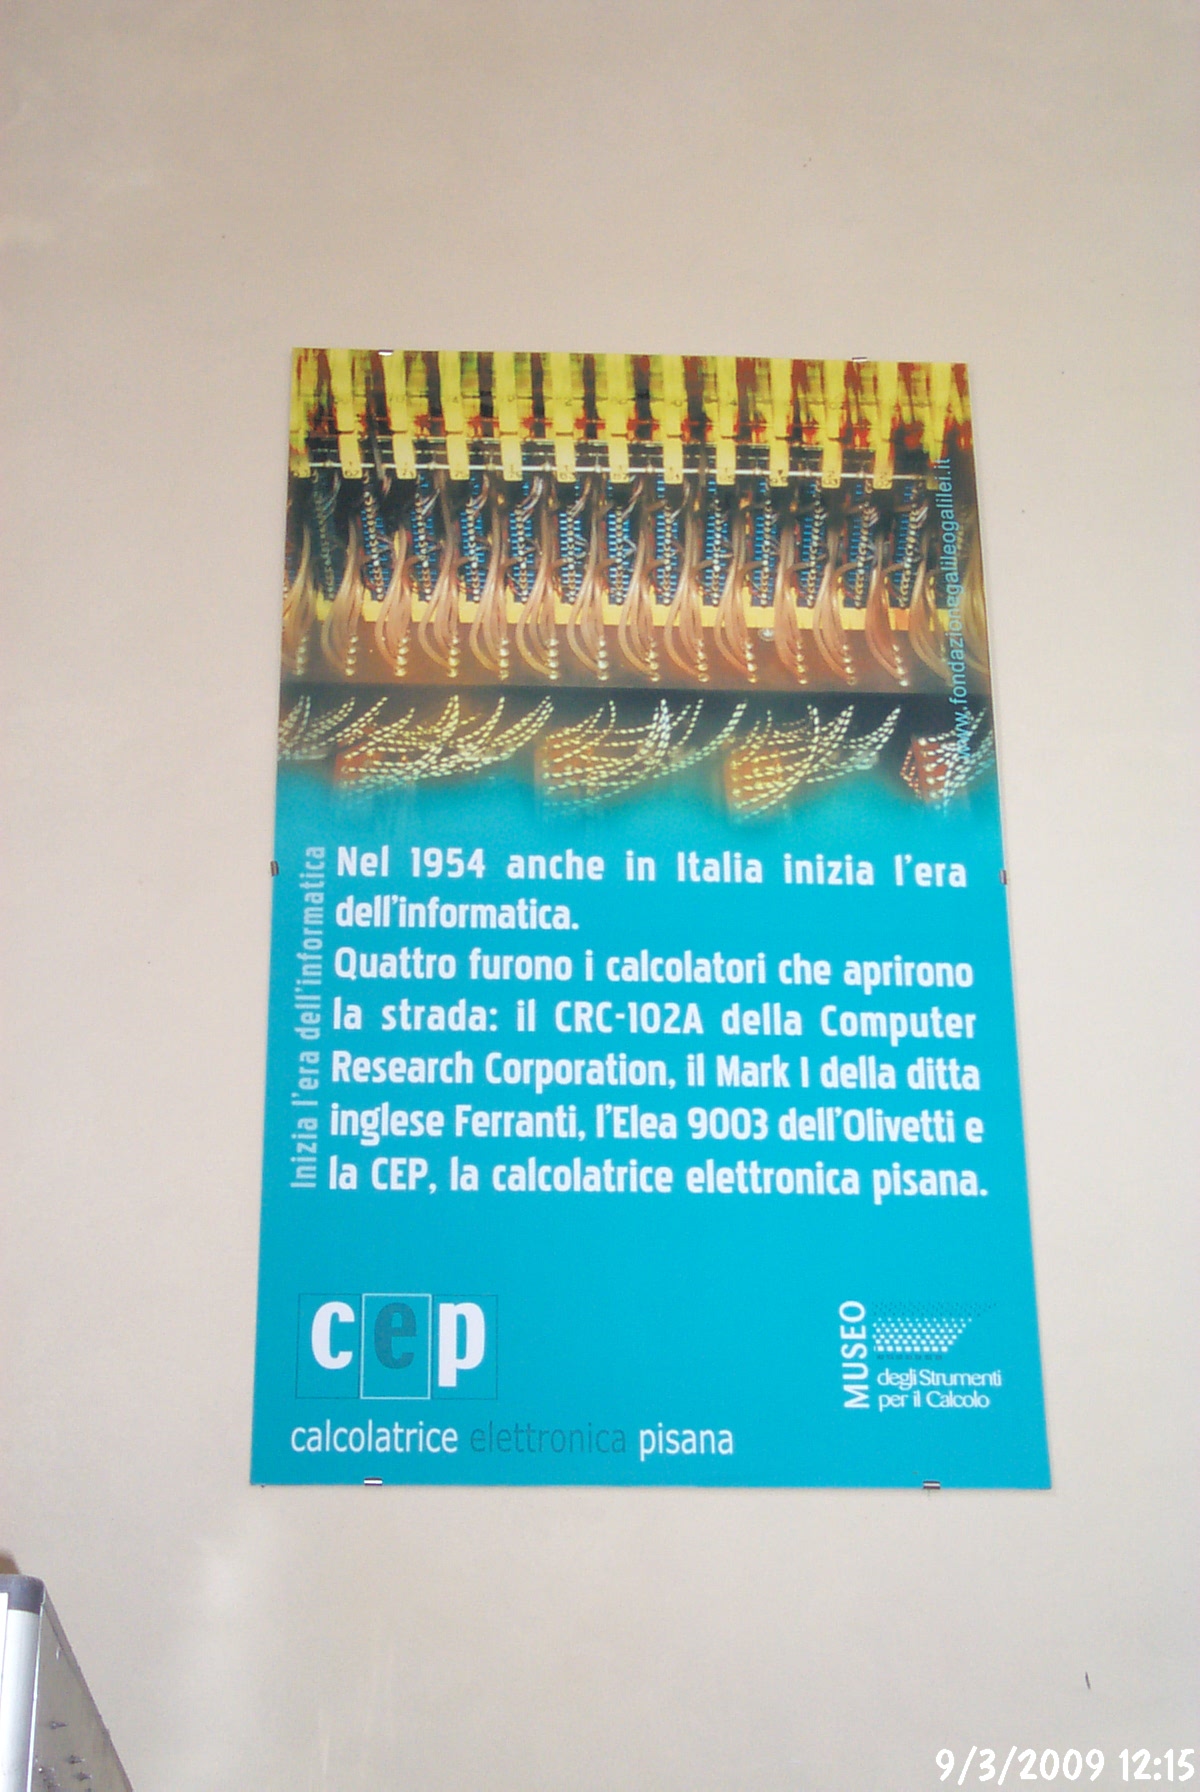 www.fondazionegalileogalilei.it
Inizia l'era dell'informatica
Nel 1954 anche in Italia inizia l'era
dell'informatica.
Quattro furono i calcolatori che aprirono
la strada: il CRC-102A della Computer
Research Corporation, il Mark I della ditta
inglese Ferranti, l'Elea 9003 dell'Olivetti e
la CEP, la calcolatrice elettronica pisana.
cep
calcolatrice elettronica pisana
MUSEO
degli Strumenti
per il Calcolo
9/3/2009 12:15